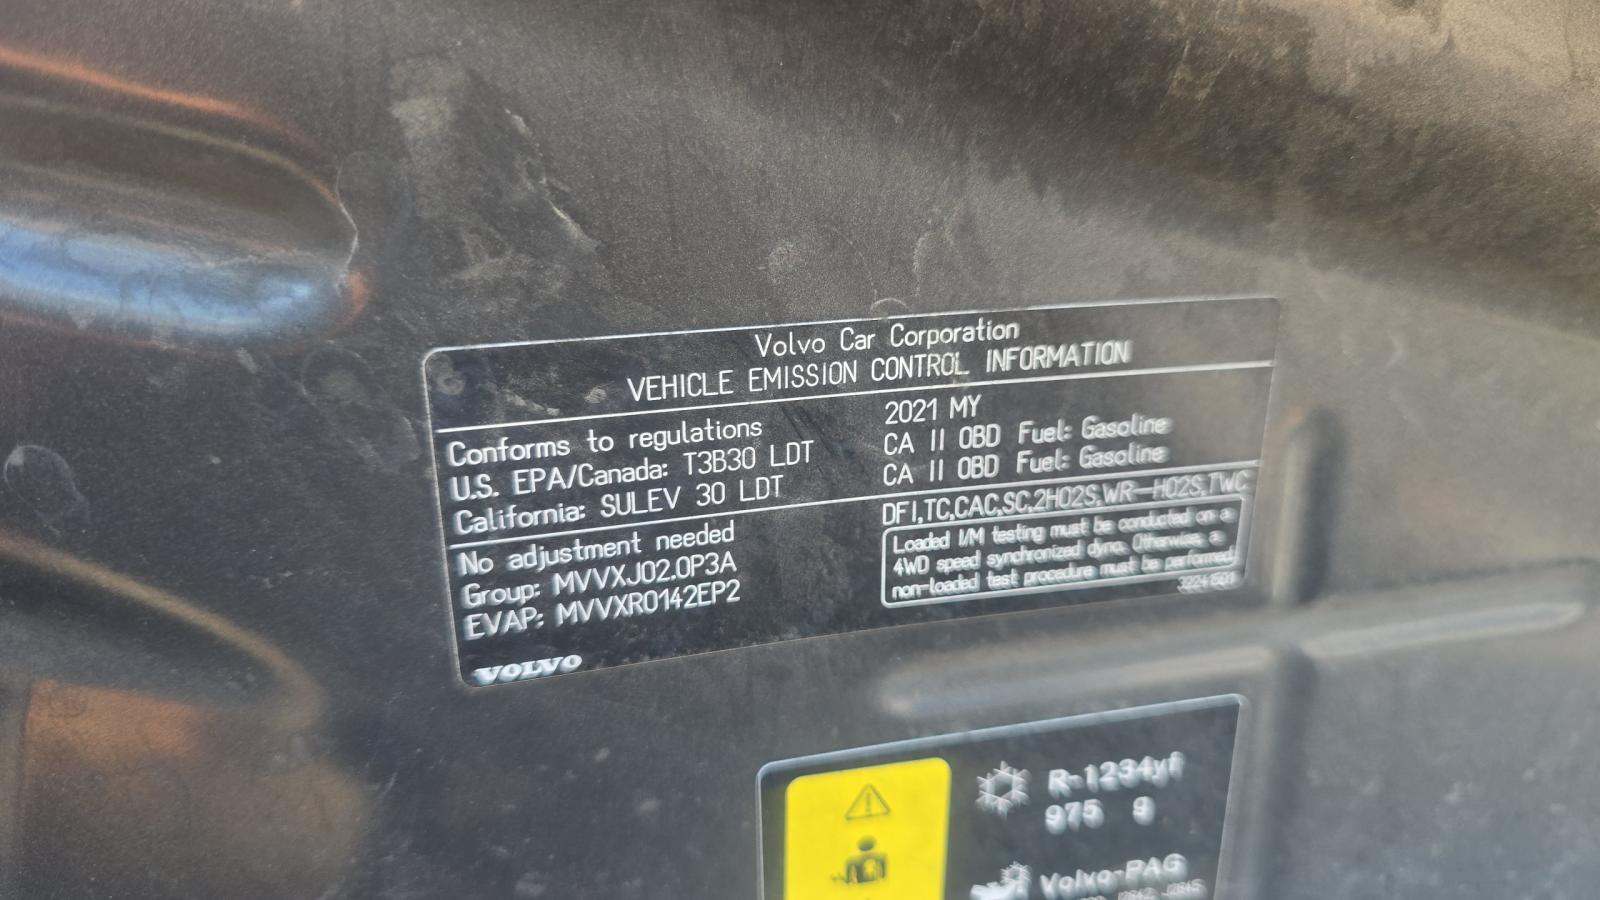 Volvo Car Corporation
VEHICLE EMISSION CONTROL INFORMATION
Conforms to regulations
U.S. EPA/Canada: T3B30 LDT
California: SULEV 30 LDT
2021 MY
CA II OBD Fuel: Gasoline
CA II OBD Fuel: Gasoline
No adjustment needed
Group: MVVXJ02.0P3A
EVAP: MVVXR0142EP2
VOLVO
DFI,TC,CAC,SC,2HO2S,WR-HO2S,TWC
Loaded I/M testing must be conducted on a
4WD speed synchronized dyno. Otherwise, a
non-loaded test procedure must be performed
R-1234yf
975 g
Volvo-PAG